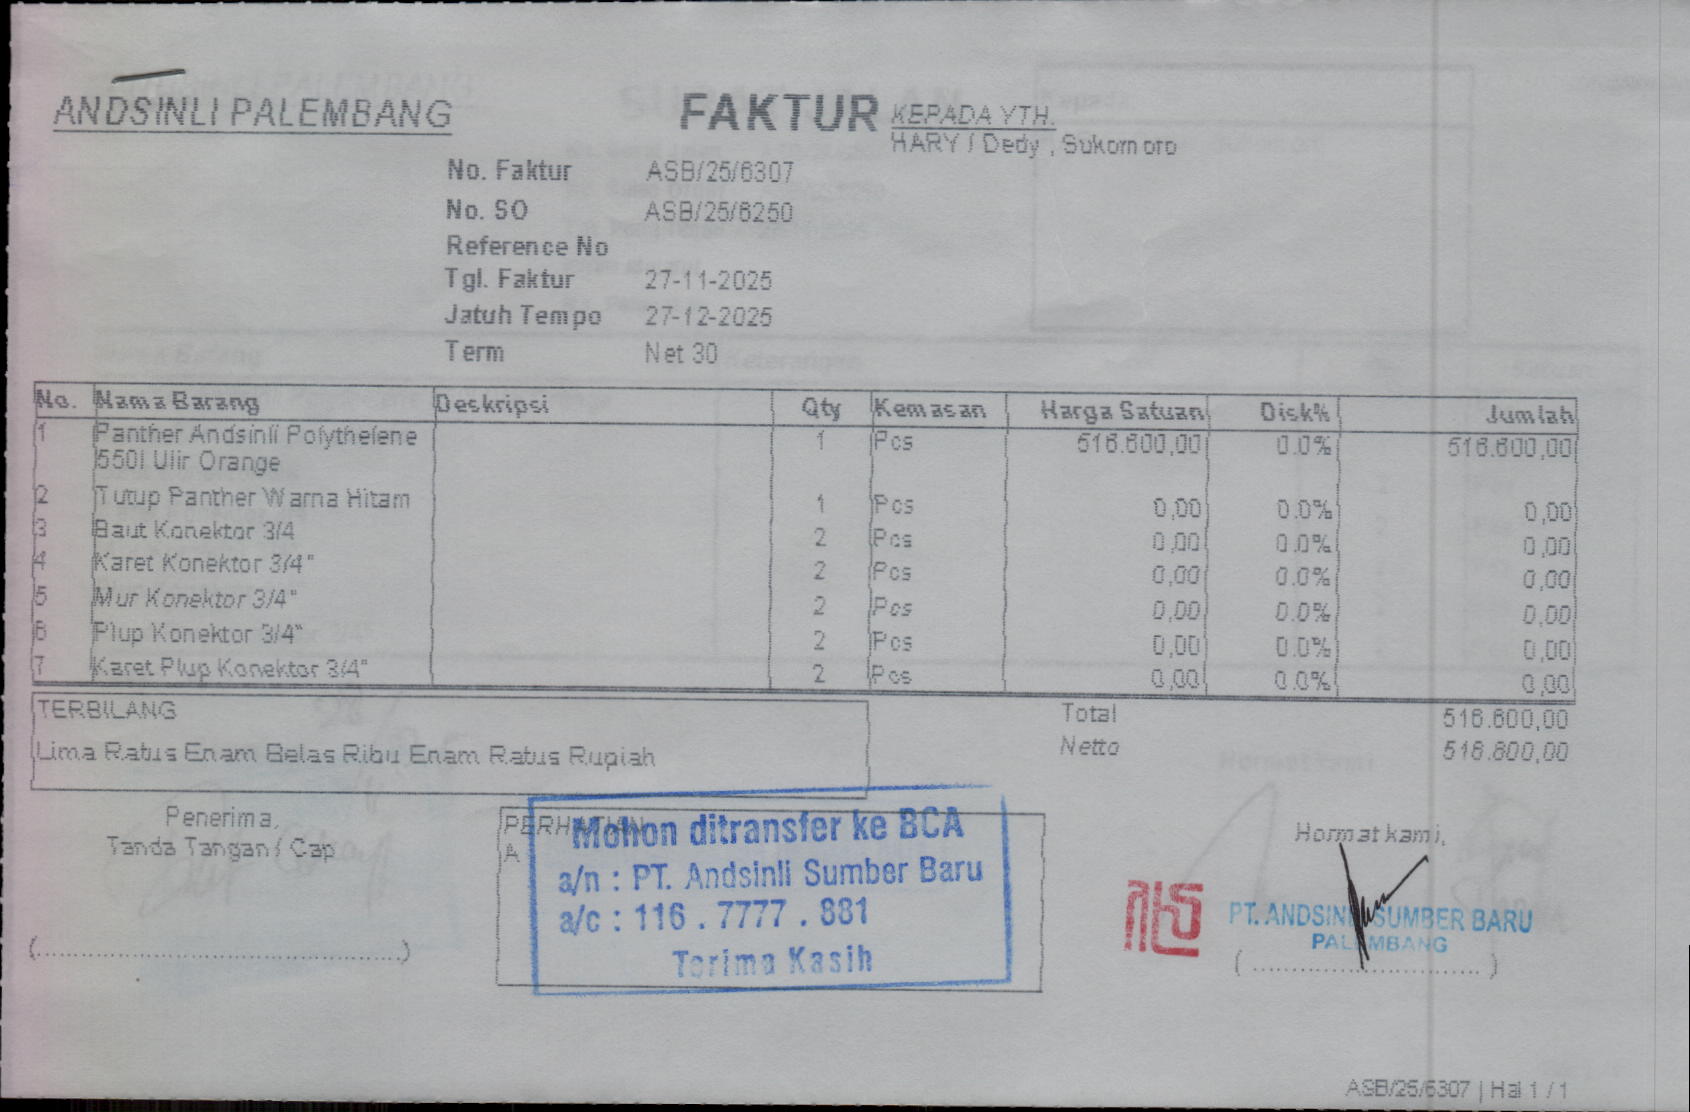 ANDSINLI PALEMBANG
FAKTUR
KEPADA YTH.
HARY / Dedy , Sukomoro
No. Faktur ASB/25/6307
No. SO ASB/25/6250
Reference No
Tgl. Faktur 27-11-2025
Jatuh Tempo 27-12-2025
Term Net 30
No. Nama Barang Deskripsi Qty Kemasan Harga Satuan Disk% Jumlah
1 Panther Andsinli Polythelene 1 Pcs 516.600,00 0.0% 516.600,00
550l Ulir Orange
2 Tutup Panther Warna Hitam 1 Pcs 0,00 0.0% 0,00
3 Baut Konektor 3/4 2 Pcs 0,00 0.0% 0,00
4 Karet Konektor 3/4" 2 Pcs 0,00 0.0% 0,00
5 Mur Konektor 3/4" 2 Pcs 0,00 0.0% 0,00
6 Plup Konektor 3/4" 2 Pcs 0,00 0.0% 0,00
7 Karet Plup Konektor 3/4" 2 Pcs 0,00 0.0% 0,00
TERBILANG
Lima Ratus Enam Belas Ribu Enam Ratus Rupiah
Total 516.600,00
Netto 516.600,00
Penerima,
Tanda Tangan / Cap
(...............................................)
PERHATIAN
A
Mohon ditransfer ke BCA
a/n : PT. Andsinli Sumber Baru
a/c : 116 . 7777 . 881
Terima Kasih
Hormat kami,
PT. ANDSINLI SUMBER BARU
PALEMBANG
( ............................. )
ASB/25/6307 | Hal 1 / 1